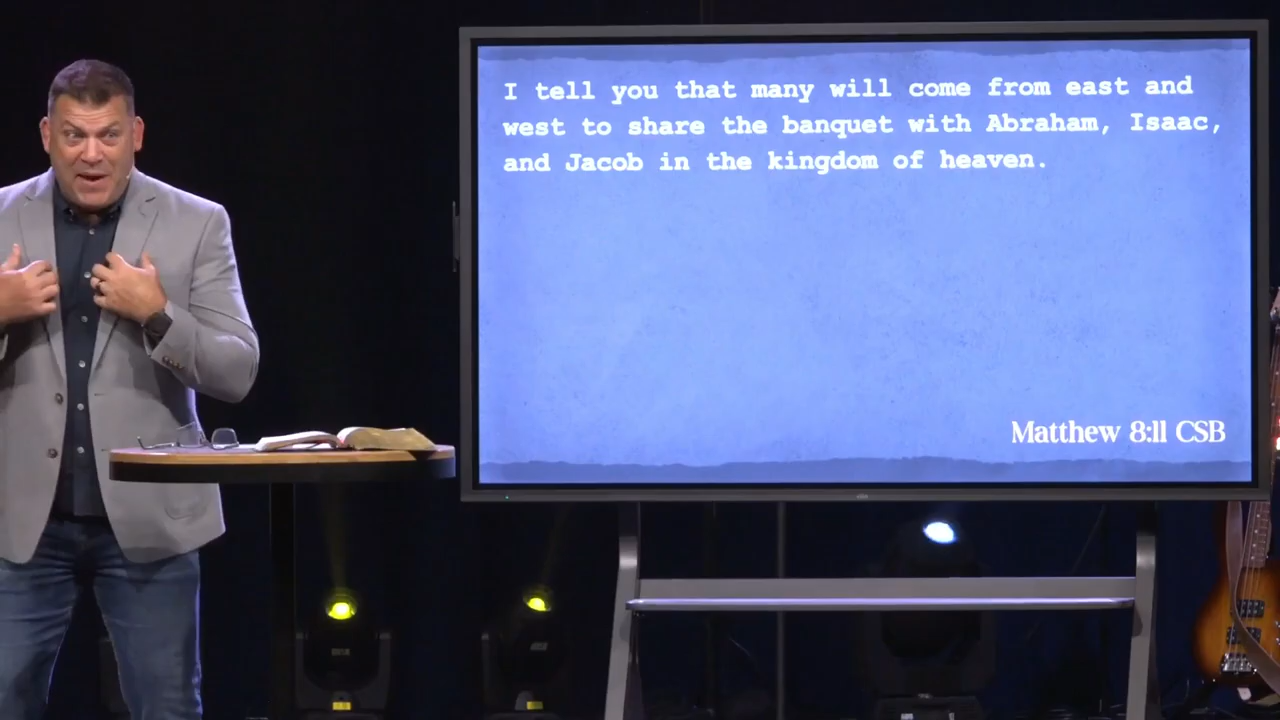 I tell you that many will come from east and
west to share the banquet with Abraham, Isaac,
and Jacob in the kingdom of heaven.
Matthew 8:11 CSB